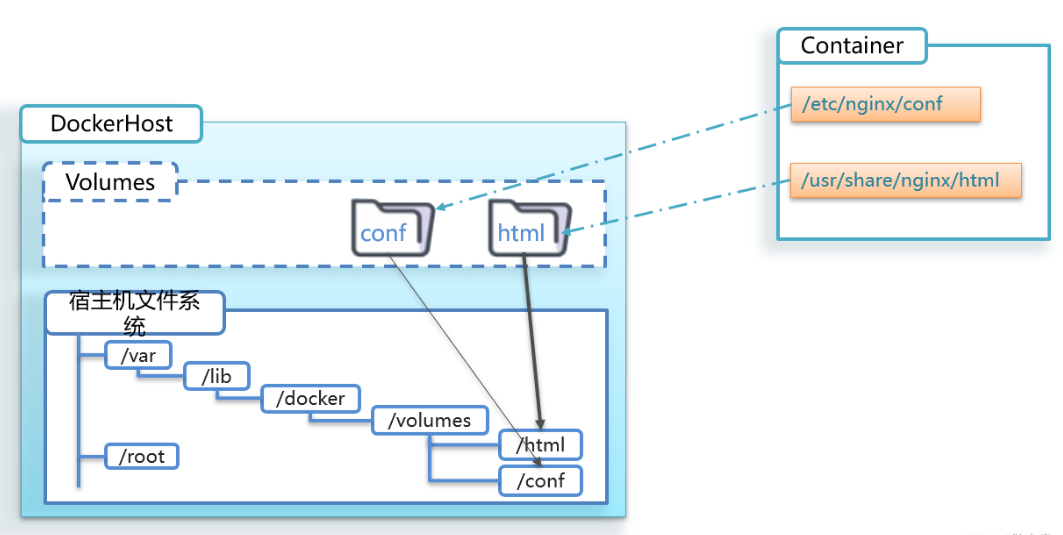 Container
/etc/nginx/conf
DockerHost
/usr/share/nginx/html
Volumes
conf
html
宿主机文件系
统
/var
/lib
/docker
/volumes
/html
/root
/conf